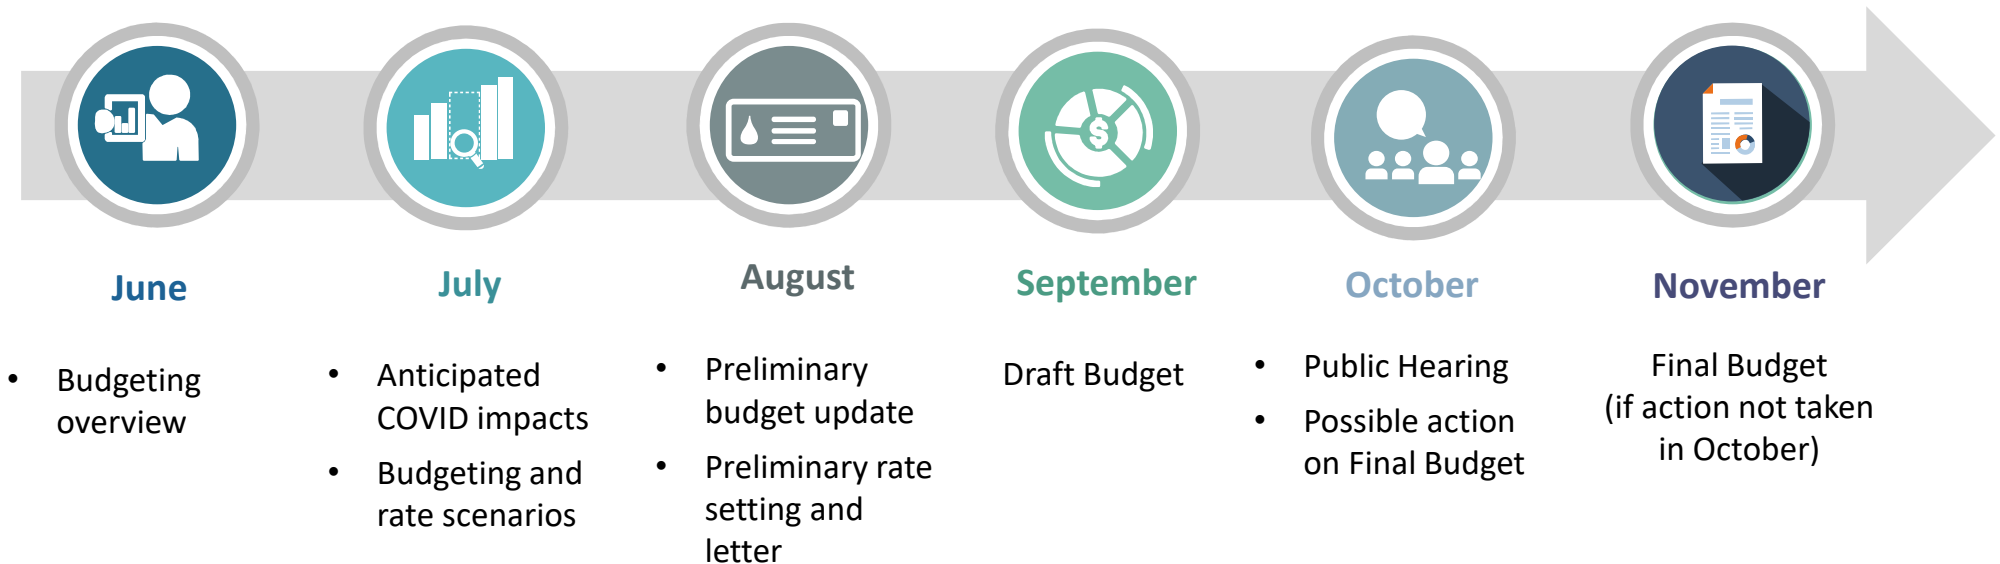 June
• Budgeting
overview
July
• Anticipated
COVID impacts
• Budgeting and
rate scenarios
August
• Preliminary
budget update
• Preliminary rate
setting and
letter
$
September
Draft Budget
October
• Public Hearing
• Possible action
on Final Budget
November
Final Budget
(if action not taken
in October)